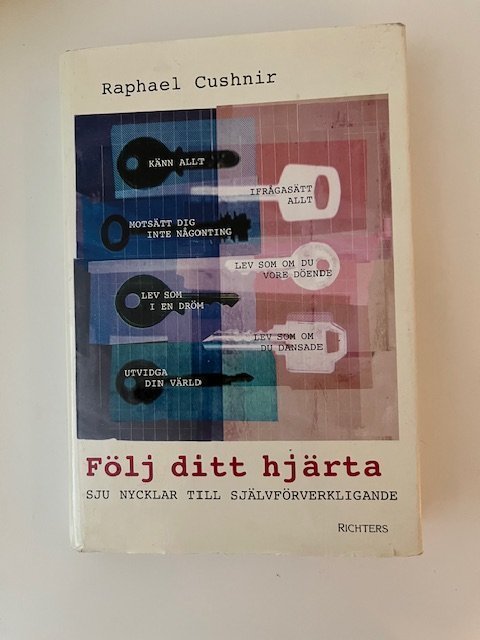 Raphael Cushnir
KÄNN ALLT
IFRÅGASÄTT
ALLT
MOTSÄTT DIG
INTE NÅGONTING
LEV SOM OM DU
VORE DÖENDE
LEV SOM
I EN DRÖM
LEV SOM OM
DU DANSADE
UTVIDGA
DIN VÄRLD
Följ ditt hjärta
SJU NYCKLAR TILL SJÄLVFÖRVERKLIGANDE
RICHTERS